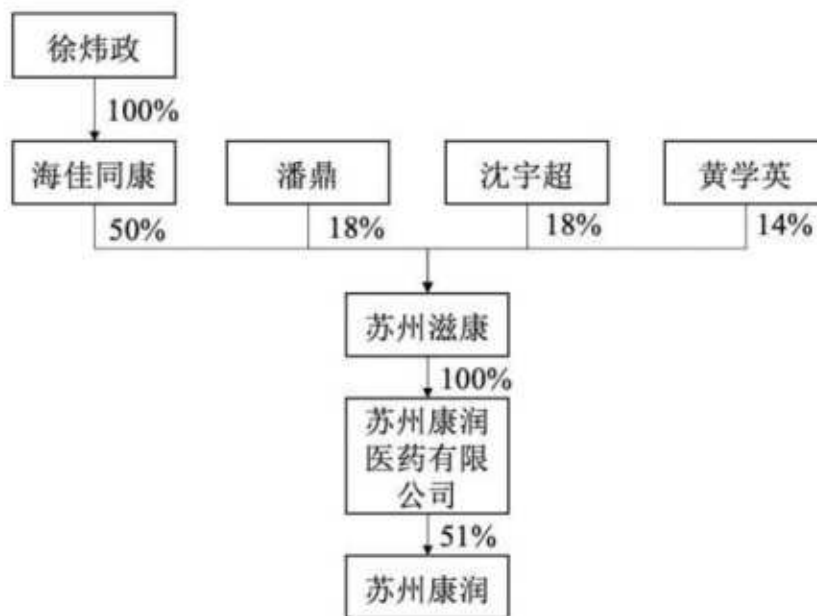 徐炜政
100%
海佳同康
潘鼎
沈宇超
黄学英
50%
18%
18%
14%
苏州滋康
100%
苏州康润
医药有限
公司
51%
苏州康润